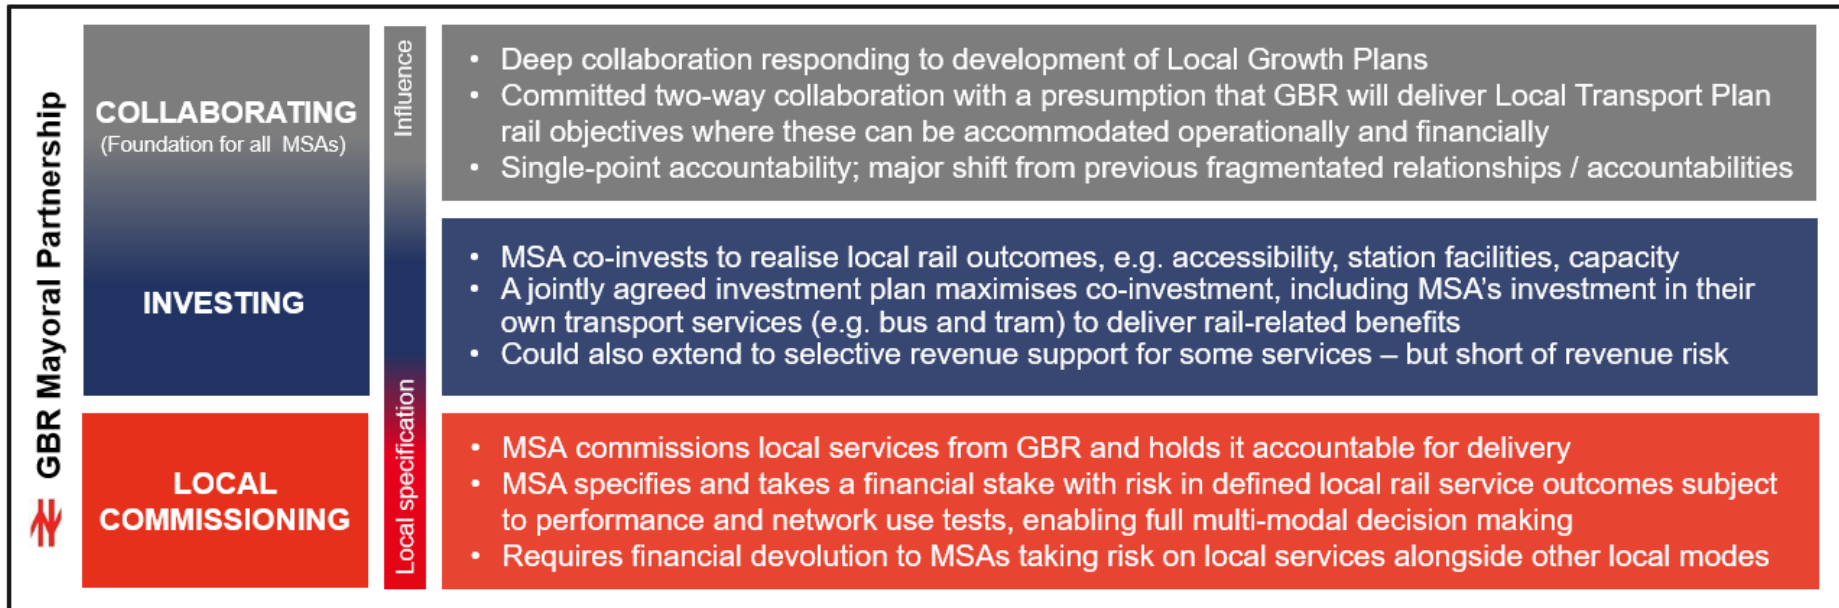 GBR Mayoral Partnership
COLLABORATING
(Foundation for all MSAs)
INVESTING
LOCAL
COMMISSIONING
Influence
Local specification
• Deep collaboration responding to development of Local Growth Plans
• Committed two-way collaboration with a presumption that GBR will deliver Local Transport Plan
rail objectives where these can be accommodated operationally and financially
• Single-point accountability; major shift from previous fragmentated relationships / accountabilities
• MSA co-invests to realise local rail outcomes, e.g. accessibility, station facilities, capacity
• A jointly agreed investment plan maximises co-investment, including MSA's investment in their
own transport services (e.g. bus and tram) to deliver rail-related benefits
• Could also extend to selective revenue support for some services – but short of revenue risk
• MSA commissions local services from GBR and holds it accountable for delivery
• MSA specifies and takes a financial stake with risk in defined local rail service outcomes subject
to performance and network use tests, enabling full multi-modal decision making
• Requires financial devolution to MSAs taking risk on local services alongside other local modes